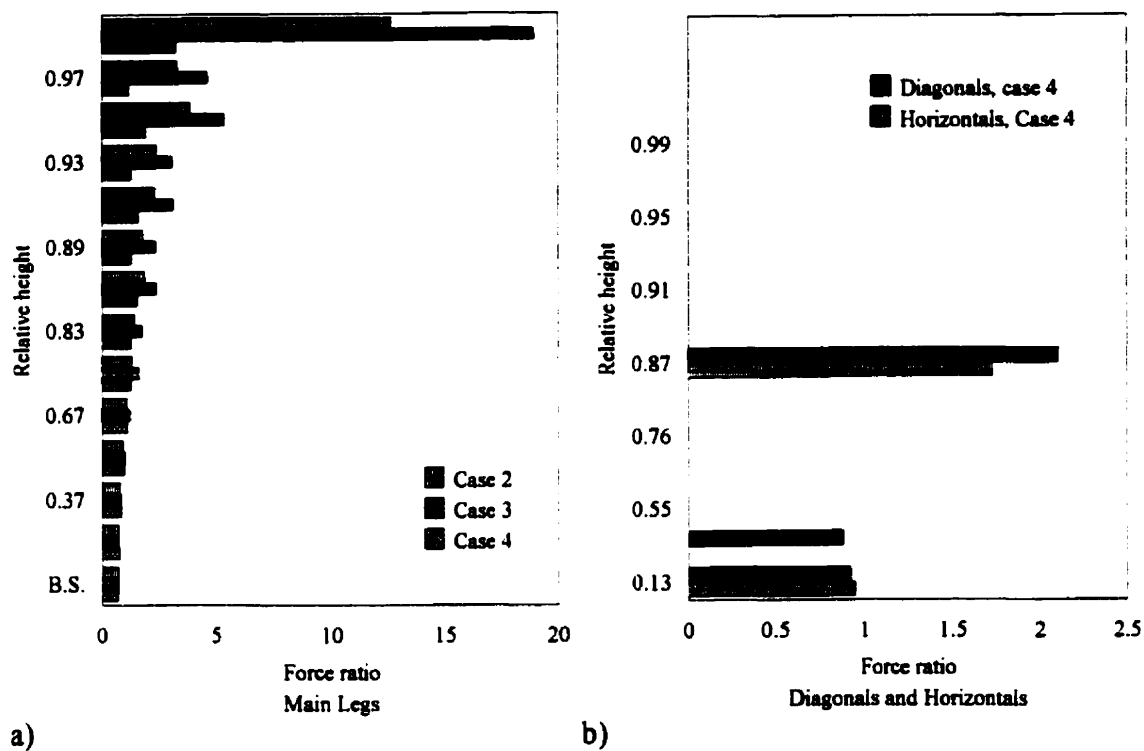 Relative height
0.97
0.93
0.89
0.83
0.67
0.37
B.S.
Case 2
Case 3
Case 4
0
5
10
15
20
Force ratio
Main Legs
a)
Relative height
Diagonals, case 4
Horizontals, Case 4
0.99
0.95
0.91
0.87
0.76
0.55
0.13
0
0.5
1
1.5
2
2.5
Force ratio
Diagonals and Horizontals
b)